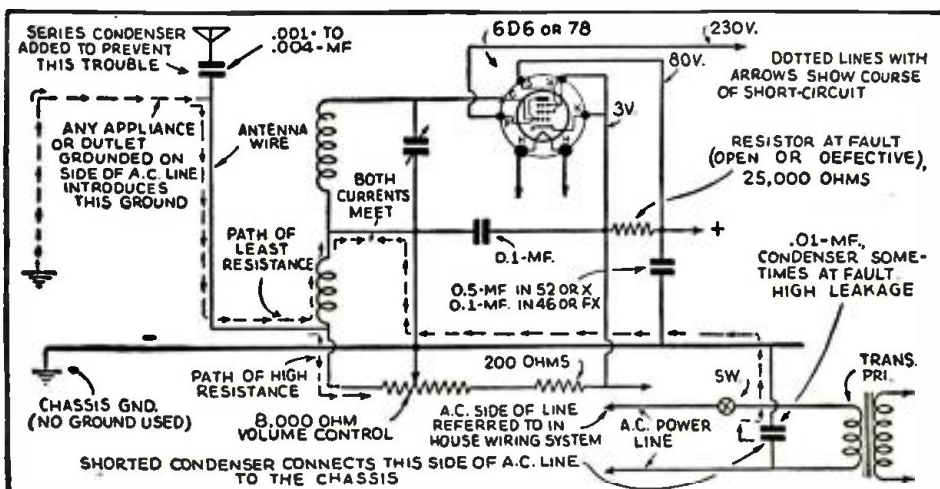 SERIES CONDENSER
ADDED TO PREVENT
THIS TROUBLE
.001- TO
.004-MF
6D6 OR 78
230V.
80V.
DOTTED LINES WITH
ARROWS SHOW COURSE
OF SHORT-CIRCUIT
3V.
ANY APPLIANCE
OR OUTLET
GROUNDED ON
SIDE OF A.C. LINE
INTRODUCES
THIS GROUND
ANTENNA
WIRE
BOTH
CURRENTS
MEET
RESISTOR AT FAULT
(OPEN OR DEFECTIVE),
25,000 OHMS
+
PATH OF
LEAST
RESISTANCE
0.1-MF.
0.5-MF IN 52 OR X
0.1-MF. IN 46 OR FX
.01-MF.,
CONDENSER SOME-
TIMES AT FAULT
HIGH LEAKAGE
-
PATH OF HIGH
RESISTANCE
200 OHMS
SW.
TRANS.
PRI.
CHASSIS GND.
(NO GROUND USED)
8,000 OHM
VOLUME CONTROL
A.C. SIDE OF LINE
REFERRED TO IN
HOUSE WIRING SYSTEM
A.C. POWER
LINE
SHORTED CONDENSER CONNECTS THIS SIDE OF A.C. LINE
TO THE CHASSIS